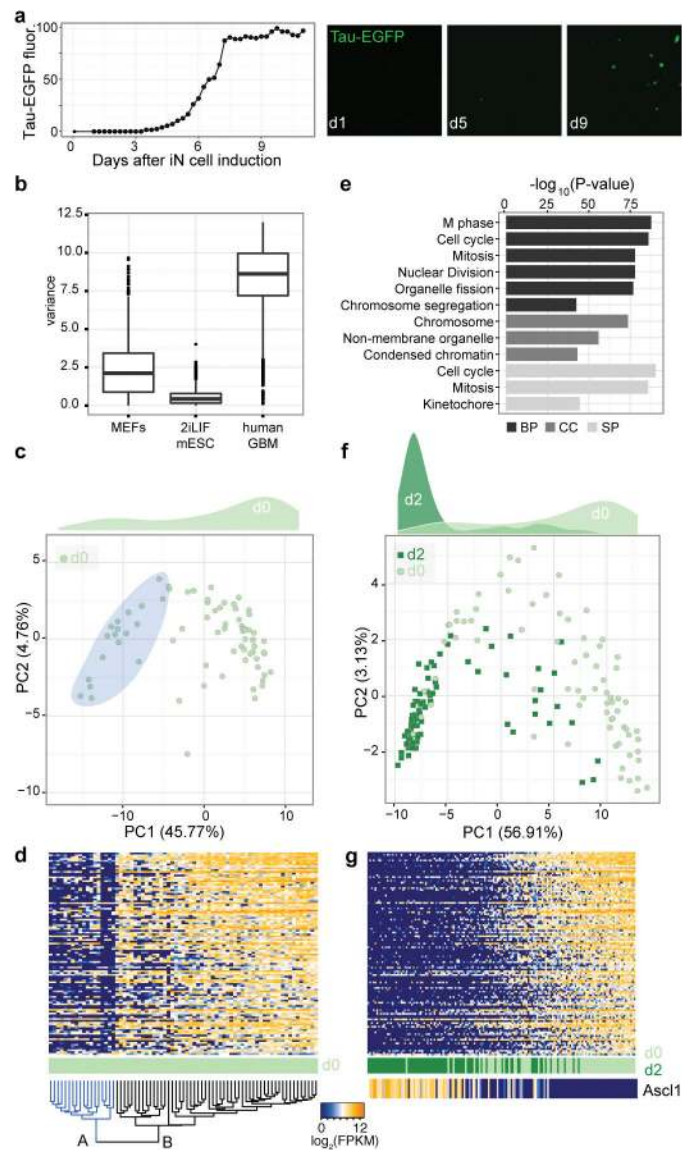 a
Tau-EGFP fluor.
100
50
0
0 3 6 9
Days after iN cell induction
Tau-EGFP
d1
d5
d9
b
variance
12.5
10.0
7.5
5.0
2.5
0.0
MEFs
2iLIF
mESC
human
GBM
e
-log10(P-value)
0 25 50 75
M phase
Cell cycle
Mitosis
Nuclear Division
Organelle fission
Chromosome segregation
Chromosome
Non-membrane organelle
Condensed chromatin
Cell cycle
Mitosis
Kinetochore
BP CC SP
c
d0
d0
PC2 (4.76%)
5
0
−5
−10
−10 0 10
PC1 (45.77%)
f
d2
d0
d2
d0
PC2 (3.13%)
4
2
0
−2
−10 −5 0 5 10
PC1 (56.91%)
d
d0
A B
0 12
log2(FPKM)
g
d0
d2
Ascl1